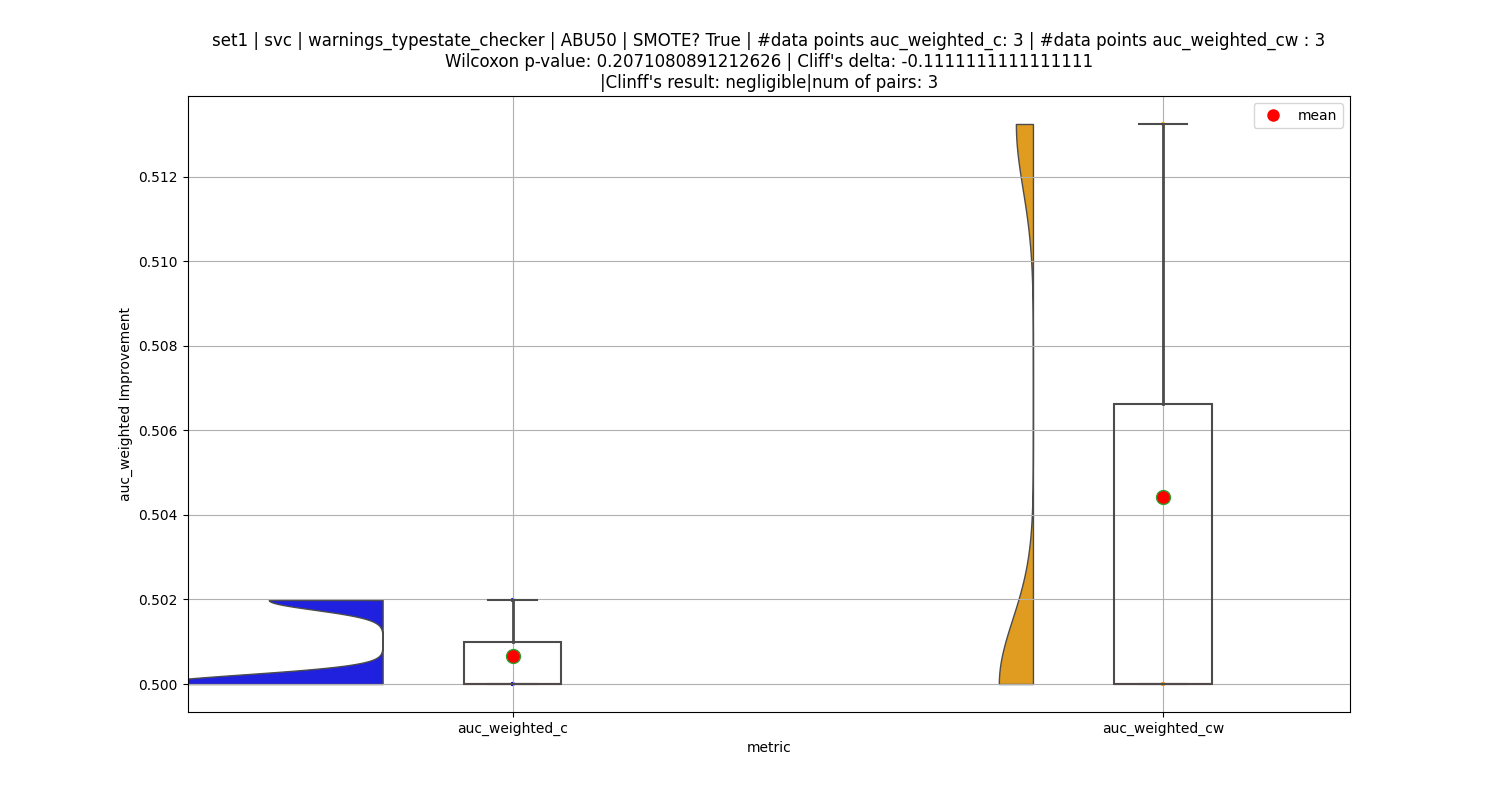 set1 | svc | warnings_typestate_checker | ABU50 | SMOTE? True | #data points auc_weighted_c: 3 | #data points auc_weighted_cw : 3
Wilcoxon p-value: 0.2071080891212626 | Cliff's delta: -0.1111111111111111
|Clinff's result: negligible|num of pairs: 3
mean
0.512
0.510
0.508
0.506
0.504
0.502
0.500
auc_weighted Improvement
auc_weighted_c
auc_weighted_cw
metric